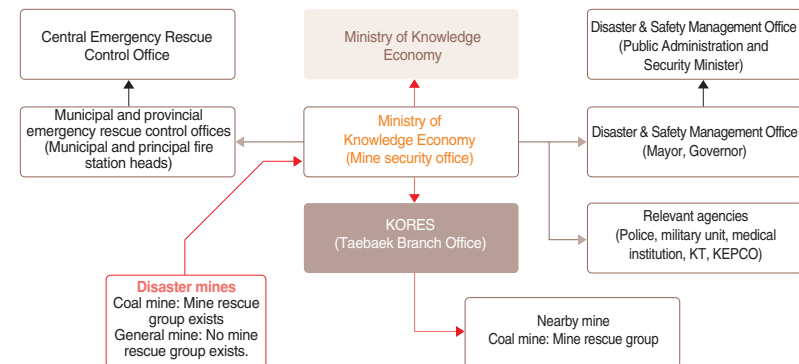 Central Emergency Rescue
Control Office
Ministry of Knowledge
Economy
Disaster & Safety Management Office
(Public Administration and
Security Minister)
Municipal and provincial
emergency rescue control offices
(Municipal and principal fire
station heads)
Ministry of
Knowledge Economy
(Mine security office)
Disaster & Safety Management Office
(Mayor, Governor)
KORES
(Taebaek Branch Office)
Relevant agencies
(Police, military unit, medical
institution, KT, KEPCO)
Disaster mines
Coal mine: Mine rescue
group exists
General mine: No mine
rescue group exists.
Nearby mine
Coal mine: Mine rescue group